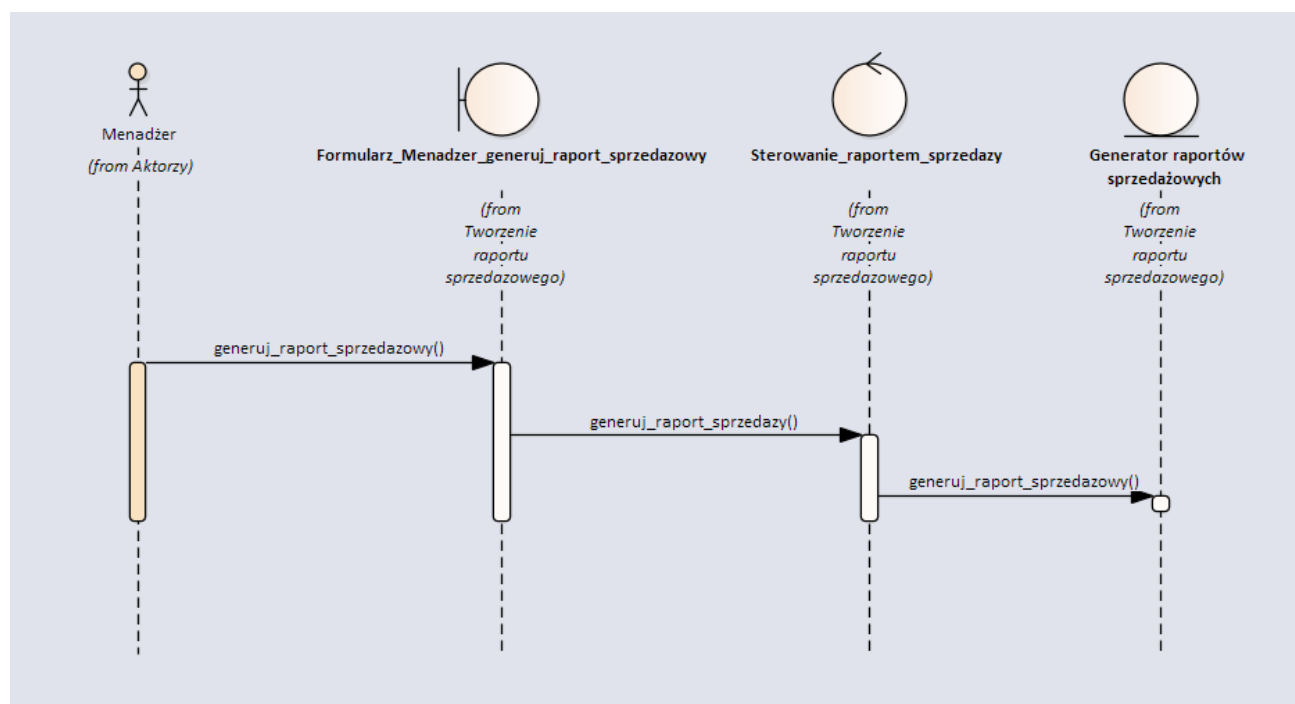 Menadżer
(from Aktorzy)
Formularz_Menadzer_generuj_raport_sprzedazowy
(from
Tworzenie
raportu
sprzedazowego)
Sterowanie_raportem_sprzedazy
(from
Tworzenie
raportu
sprzedazowego)
Generator raportów
sprzedażowych
(from
Tworzenie
raportu
sprzedazowego)
generuj_raport_sprzedazowy()
generuj_raport_sprzedazy()
generuj_raport_sprzedazowy()